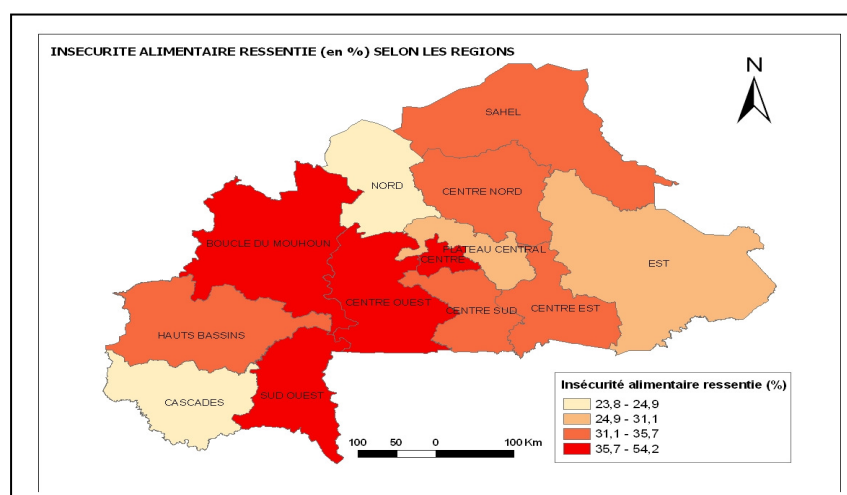 INSECURITE ALIMENTAIRE RESSENTIE (en %) SELON LES REGIONS
N
SAHEL
NORD
CENTRE NORD
BOUCLE DU MOUHOUN
PLATEAU CENTRAL
CENTRE
EST
CENTRE OUEST
CENTRE SUD
CENTRE EST
HAUTS BASSINS
CASCADES
SUD OUEST
Insécurité alimentaire ressentie (%)
23,8 - 24,9
24,9 - 31,1
31,1 - 35,7
35,7 - 54,2
100 50 0 100 Km